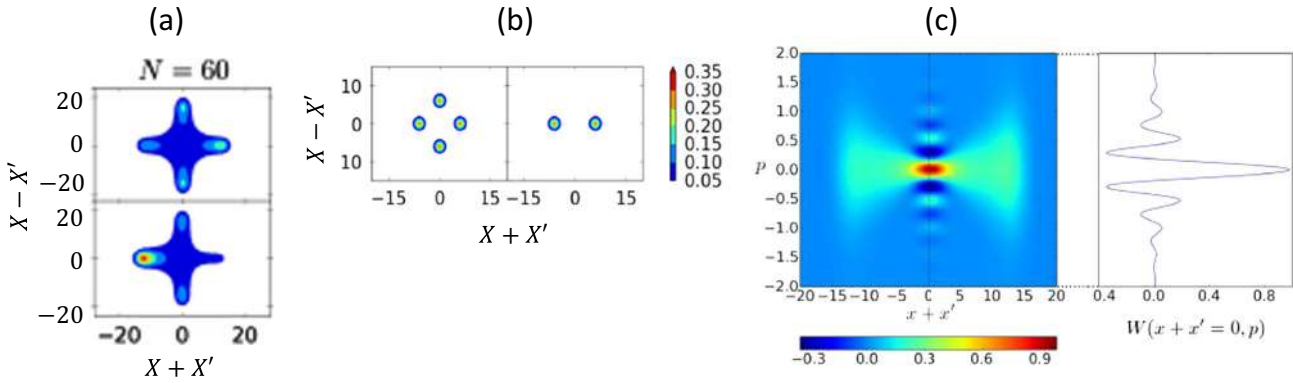 (a)
N = 60
20
0
−20
20
0
−20
−20 0 20
X − X′
X + X′
(b)
10
0
10
X − X′
−15 0 15 −15 0 15
X + X′
0.35
0.30
0.25
0.20
0.15
0.10
0.05
(c)
2.0
1.5
1.0
0.5
p 0.0
−0.5
−1.0
−1.5
−2.0
−20 −15 −10 −5 0 5 10 15 20
x + x′
−0.3 0.0 0.3 0.6 0.9
0.4 0.0 0.4 0.8
W(x + x′ = 0, p)